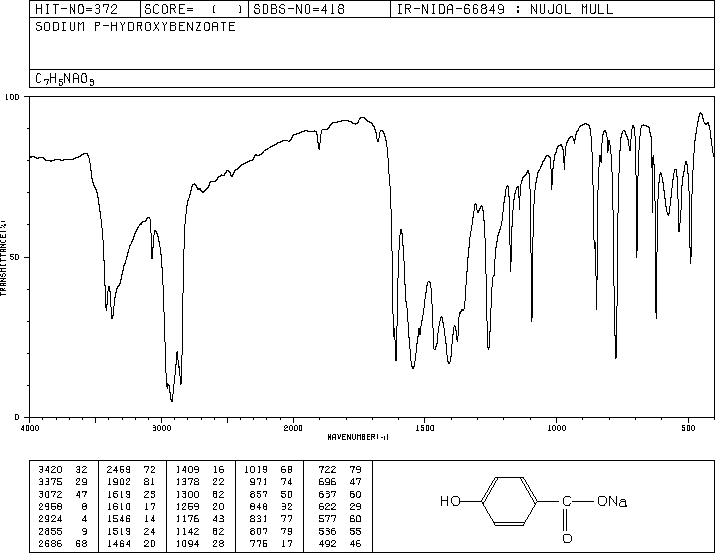 HIT-NO=372 SCORE= ( ) SDBS-NO=418 IR-NIDA-66849 : NUJOL MULL
SODIUM P-HYDROXYBENZOATE
C7H5NAO3
100
50
0
TRANSMITTANCE(%)
4000 3000 2000 1500 1000 500
WAVENUMBER(-1)
3420 32 2469 72 1409 16 1019 68 722 79
3375 29 1902 81 1378 22 971 74 696 47
3072 47 1619 25 1300 62 857 50 637 60
2958 8 1610 17 1259 20 848 32 622 29
2924 4 1546 14 1176 43 831 77 577 60
2855 9 1519 24 1142 62 807 79 536 55
2686 68 1464 20 1094 28 776 17 492 46
HO
C
ONa
O